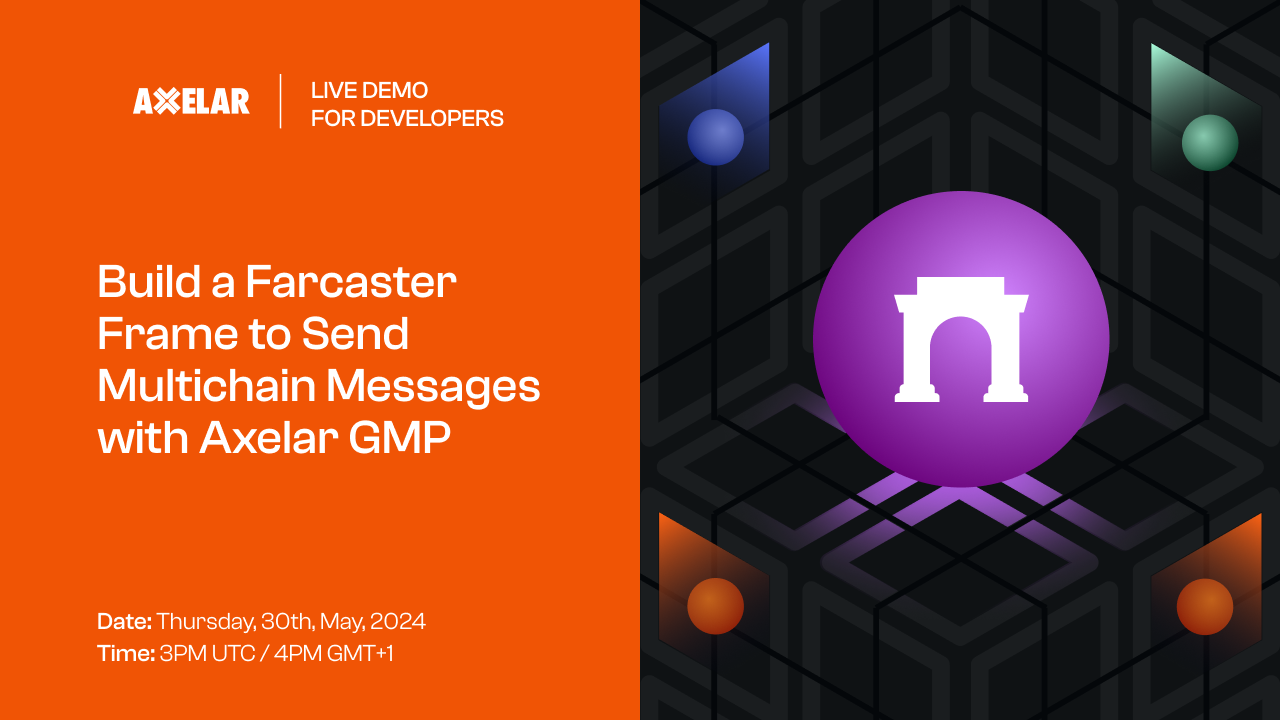 AXELAR
LIVE DEMO
FOR DEVELOPERS
Build a Farcaster
Frame to Send
Multichain Messages
with Axelar GMP
Date: Thursday, 30th, May, 2024
Time: 3PM UTC / 4PM GMT+1